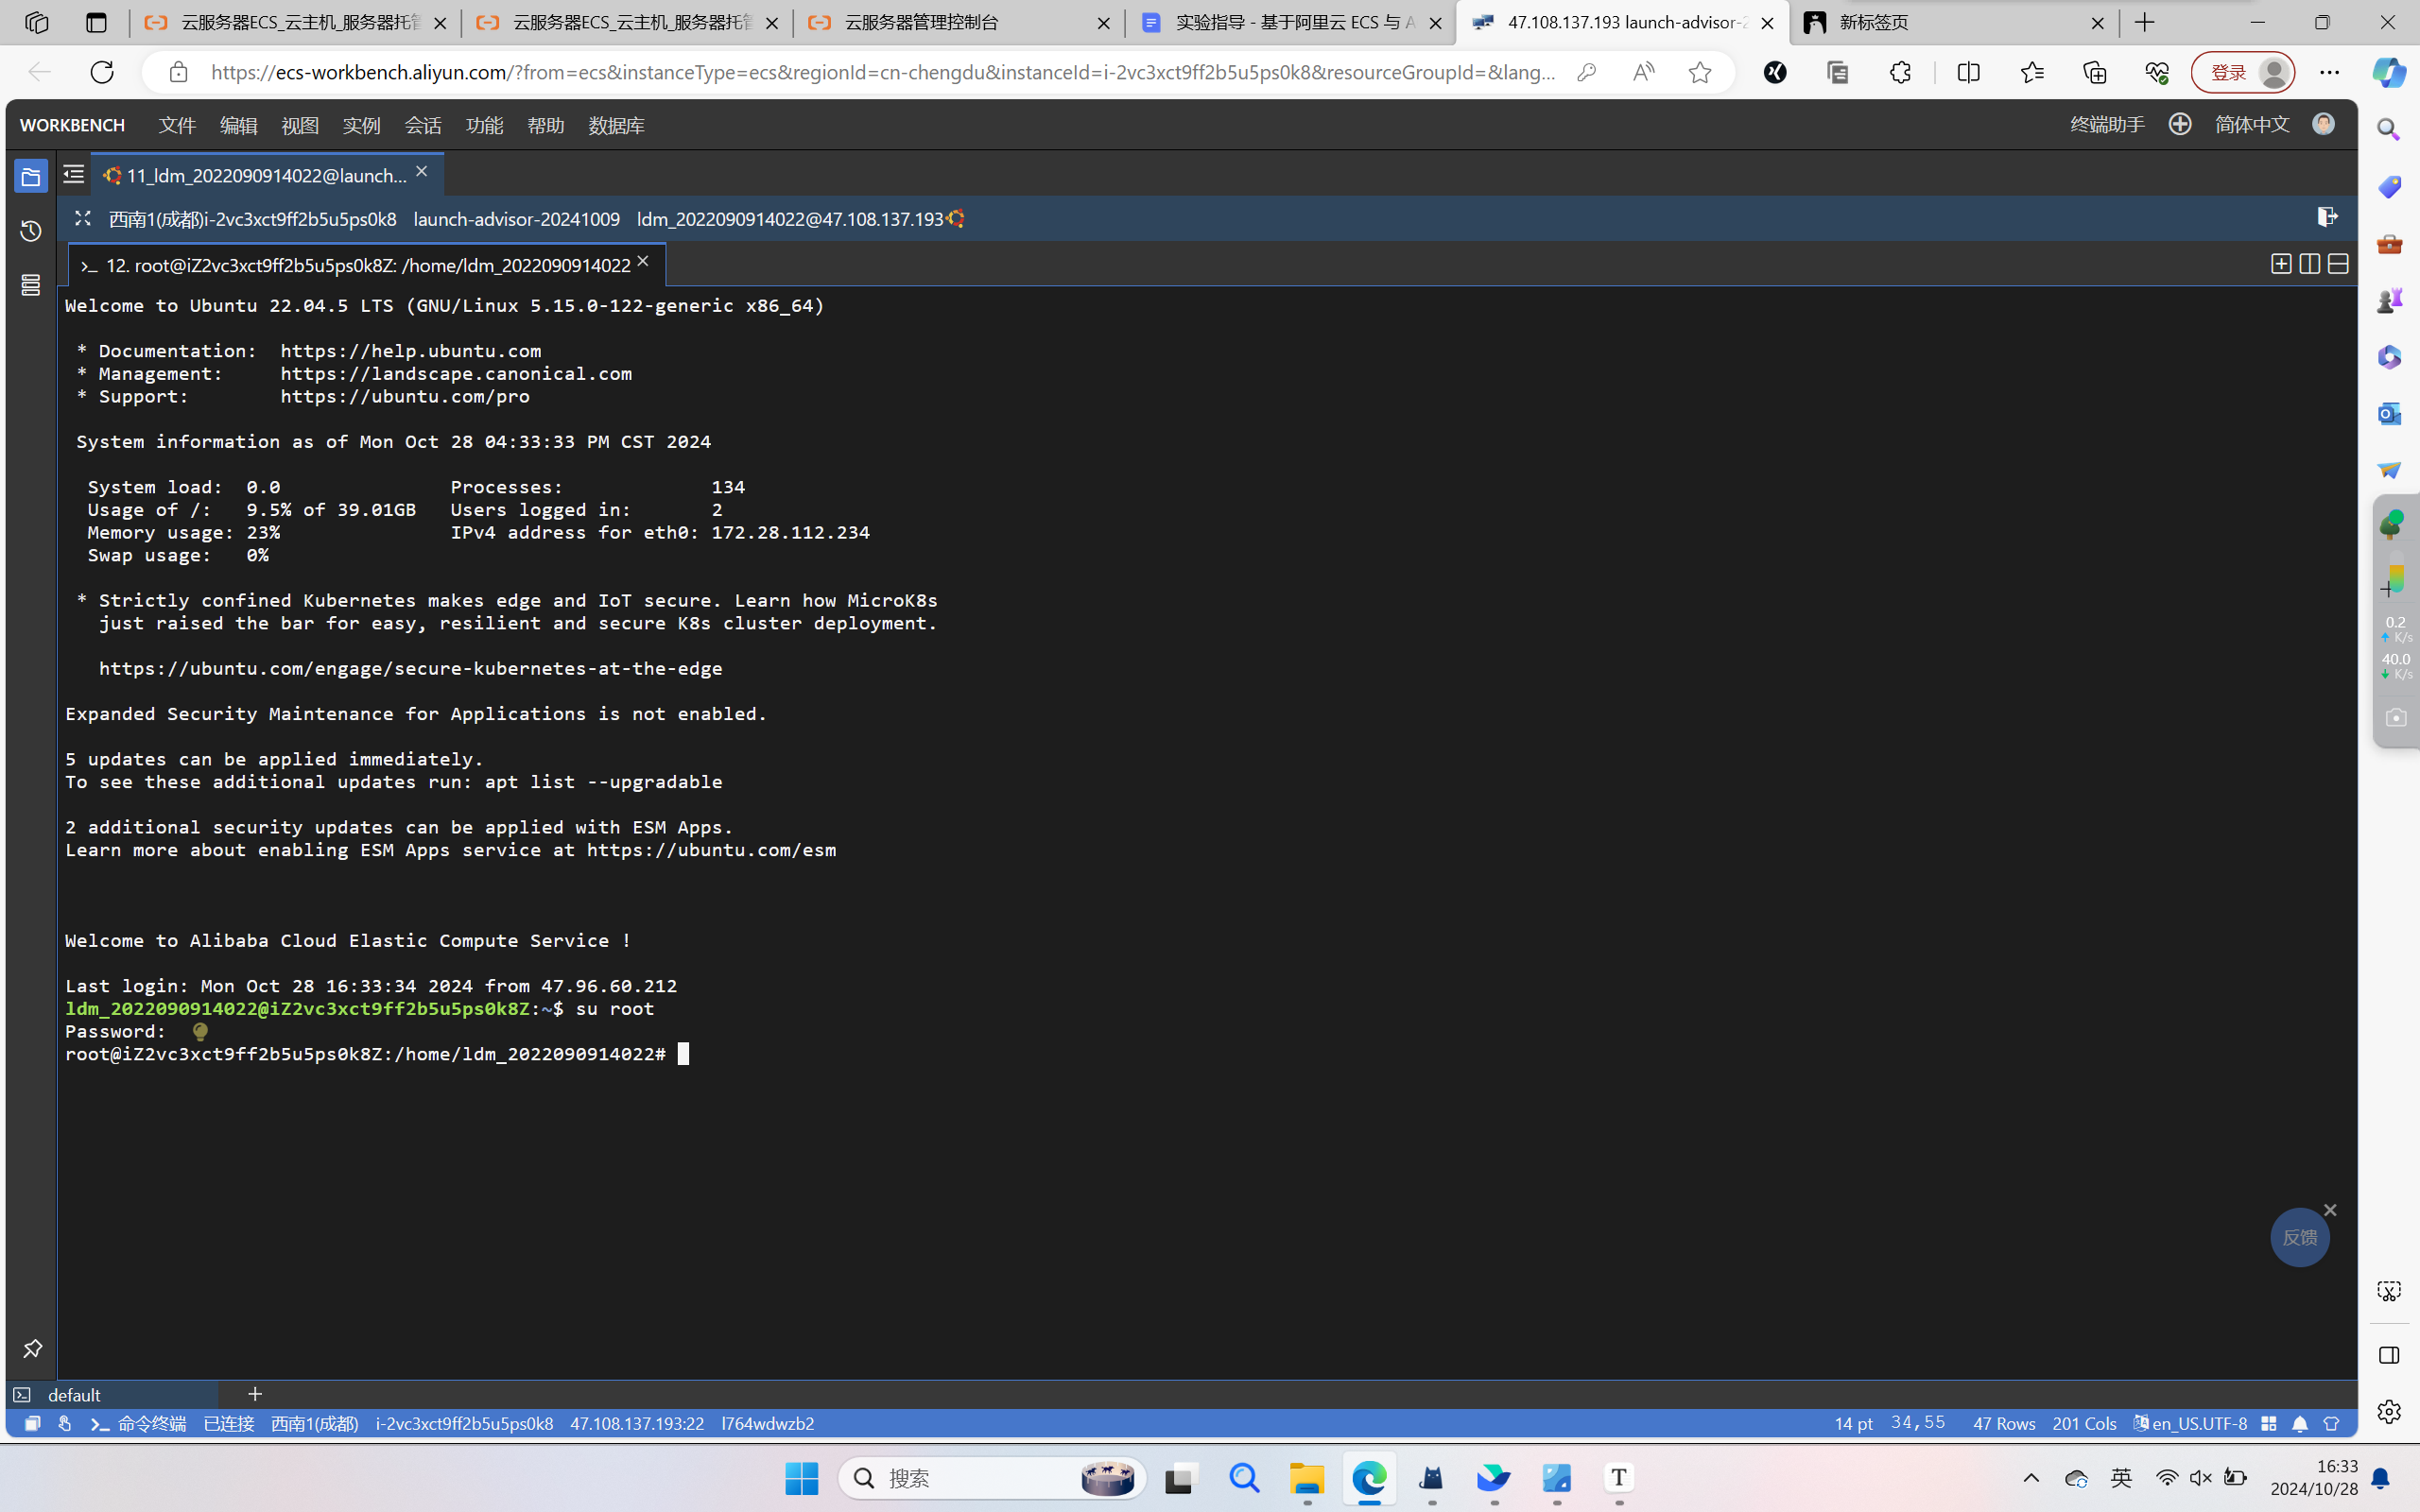 云服务器ECS_云主机_服务器托管
云服务器ECS_云主机_服务器托管
云服务器管理控制台
实验指导 - 基于阿里云 ECS 与 A
47.108.137.193 launch-advisor-2
新标签页
https://ecs-workbench.aliyun.com/?from=ecs&instanceType=ecs&regionId=cn-chengdu&instanceId=i-2vc3xct9ff2b5u5ps0k8&resourceGroupId=&lang...
登录
WORKBENCH 文件 编辑 视图 实例 会话 功能 帮助 数据库
终端助手 简体中文
11_ldm_2022090914022@launch...
西南1(成都)i-2vc3xct9ff2b5u5ps0k8 launch-advisor-20241009 ldm_2022090914022@47.108.137.193
12. root@iZ2vc3xct9ff2b5u5ps0k8Z: /home/ldm_2022090914022
Welcome to Ubuntu 22.04.5 LTS (GNU/Linux 5.15.0-122-generic x86_64)
* Documentation: https://help.ubuntu.com
* Management: https://landscape.canonical.com
* Support: https://ubuntu.com/pro
System information as of Mon Oct 28 04:33:33 PM CST 2024
System load: 0.0 Processes: 134
Usage of /: 9.5% of 39.01GB Users logged in: 2
Memory usage: 23% IPv4 address for eth0: 172.28.112.234
Swap usage: 0%
* Strictly confined Kubernetes makes edge and IoT secure. Learn how MicroK8s
just raised the bar for easy, resilient and secure K8s cluster deployment.
https://ubuntu.com/engage/secure-kubernetes-at-the-edge
Expanded Security Maintenance for Applications is not enabled.
5 updates can be applied immediately.
To see these additional updates run: apt list --upgradable
2 additional security updates can be applied with ESM Apps.
Learn more about enabling ESM Apps service at https://ubuntu.com/esm
Welcome to Alibaba Cloud Elastic Compute Service !
Last login: Mon Oct 28 16:33:34 2024 from 47.96.60.212
ldm_2022090914022@iZ2vc3xct9ff2b5u5ps0k8Z:~$ su root
Password:
root@iZ2vc3xct9ff2b5u5ps0k8Z:/home/ldm_2022090914022#
0.2
K/s
40.0
K/s
反馈
default
命令终端 已连接 西南1(成都) i-2vc3xct9ff2b5u5ps0k8 47.108.137.193:22 l764wdwzb2
14 pt 34,55 47 Rows 201 Cols en_US.UTF-8
搜索
英
16:33
2024/10/28